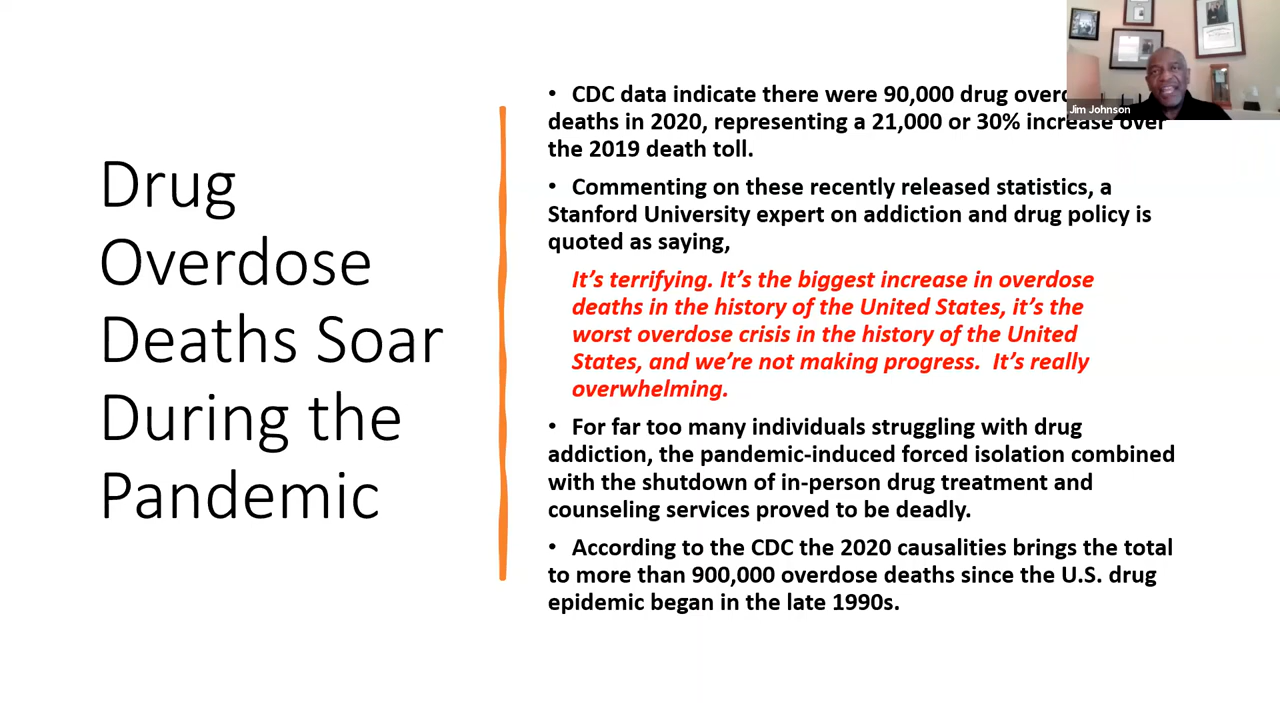 Drug
Overdose
Deaths Soar
During the
Pandemic
• CDC data indicate there were 90,000 drug
deaths in 2020, representing a 21,000 or 30% increase over
the 2019 death toll.
• Commenting on these recently released statistics, a
Stanford University expert on addiction and drug policy is
quoted as saying,
It's terrifying. It's the biggest increase in overdose
deaths in the history of the United States, it's the
worst overdose crisis in the history of the United
States, and we're not making progress. It's really
overwhelming.
• For far too many individuals struggling with drug
addiction, the pandemic-induced forced isolation combined
with the shutdown of in-person drug treatment and
counseling services proved to be deadly.
• According to the CDC the 2020 causalities brings the total
to more than 900,000 overdose deaths since the U.S. drug
epidemic began in the late 1990s.
Jim Johnson